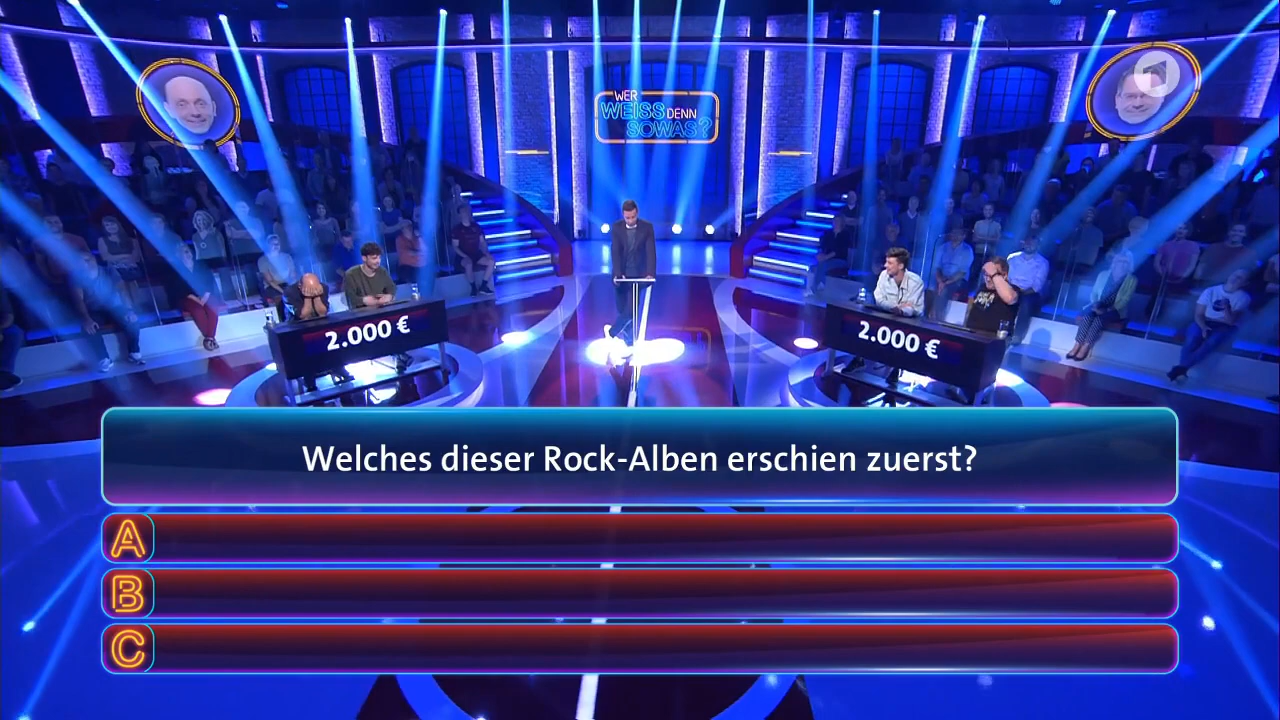 WER
WEISS DENN
SOWAS?
2.000 €
2.000 €
Welches dieser Rock-Alben erschien zuerst?
A
B
C